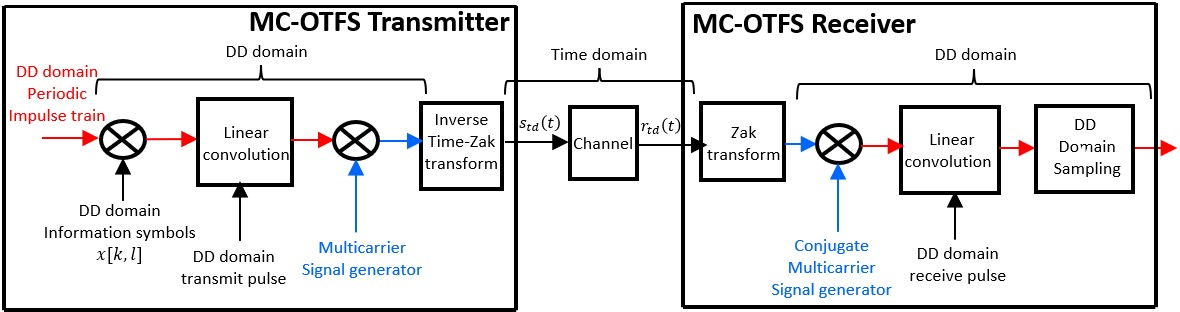 MC-OTFS Transmitter
DD domain
DD domain
Periodic
Impulse train
Linear
convolution
Inverse
Time-Zak
transform
DD domain
Information symbols
x[k, l]
DD domain
transmit pulse
Multicarrier
Signal generator
Time domain
s_td(t)
Channel
r_td(t)
MC-OTFS Receiver
DD domain
Zak
transform
Linear
convolution
DD
Domain
Sampling
Conjugate
Multicarrier
Signal generator
DD domain
receive pulse